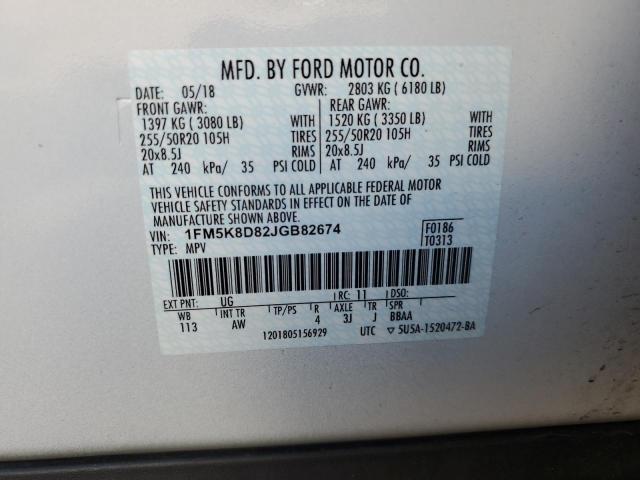 MFD. BY FORD MOTOR CO.
DATE: 05/18 GVWR: 2803 KG ( 6180 LB)
FRONT GAWR: REAR GAWR:
1397 KG ( 3080 LB) WITH 1520 KG ( 3350 LB) WITH
255/50R20 105H TIRES 255/50R20 105H TIRES
20x8.5J RIMS 20x8.5J RIMS
AT 240 kPa/ 35 PSI COLD AT 240 kPa/ 35 PSI COLD
THIS VEHICLE CONFORMS TO ALL APPLICABLE FEDERAL MOTOR
VEHICLE SAFETY STANDARDS IN EFFECT ON THE DATE OF
MANUFACTURE SHOWN ABOVE.
VIN: 1FM5K8D82JGB82674 F0186
TYPE: MPV T0313
EXT PNT: UG RC: 11 DSO:
WB INT TR TP/PS R AXLE TR SPR
113 AW 4 3J J BBAA
1201805156929 UTC ▽ 5U5A-1520472-BA